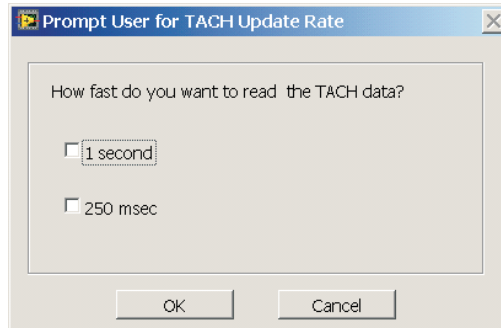 Prompt User for TACH Update Rate
How fast do you want to read the TACH data?
1 second
250 msec
OK Cancel